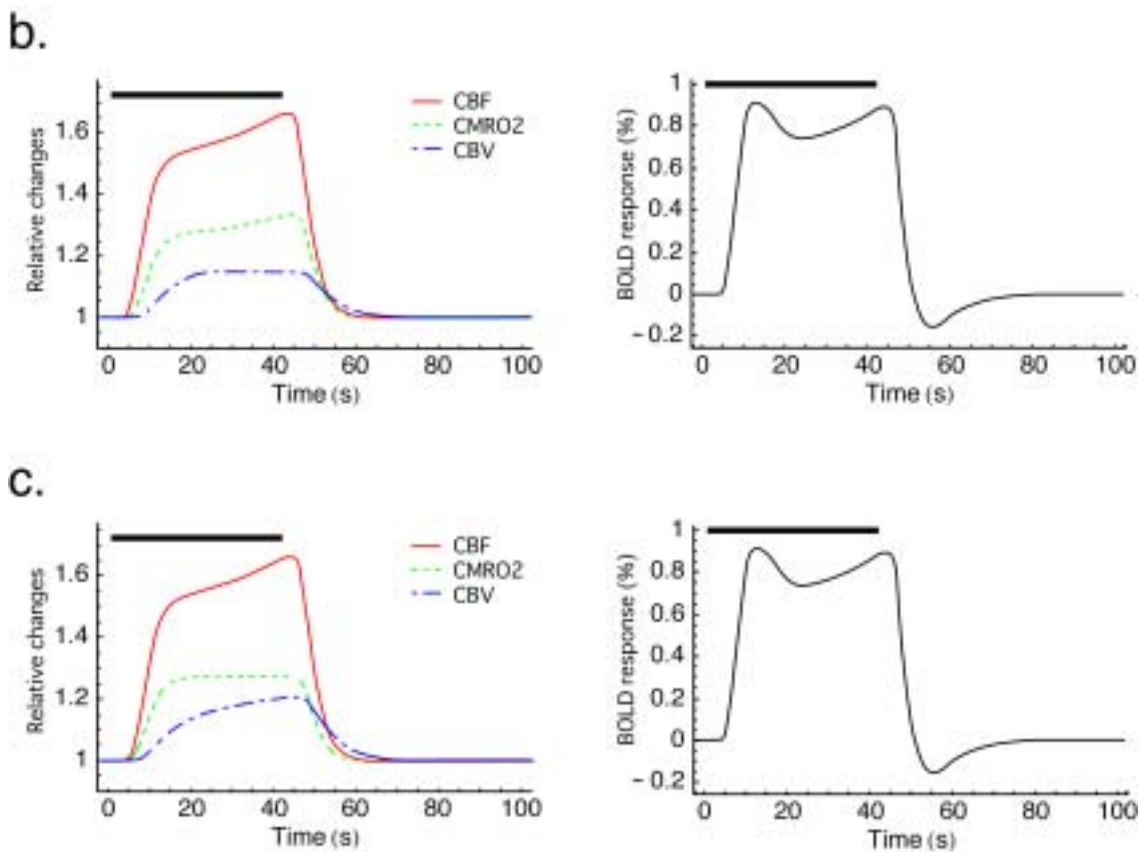 b.
Relative changes
1.6
1.4
1.2
1
0 20 40 60 80 100
Time (s)
CBF
CMRO2
CBV
BOLD response (%)
1
0.8
0.6
0.4
0.2
0
-0.2
0 20 40 60 80 100
Time (s)
c.
Relative changes
1.6
1.4
1.2
1
0 20 40 60 80 100
Time (s)
CBF
CMRO2
CBV
BOLD response (%)
1
0.8
0.6
0.4
0.2
0
-0.2
0 20 40 60 80 100
Time (s)